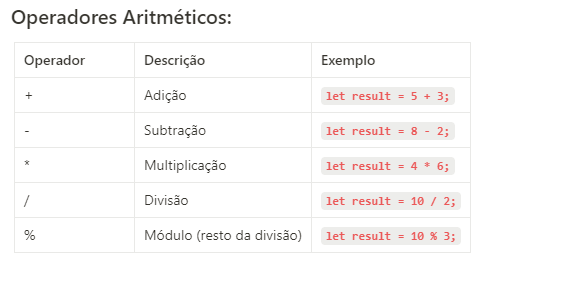 Operadores Aritméticos:
Operador Descrição Exemplo
+ Adição let result = 5 + 3;
- Subtração let result = 8 - 2;
* Multiplicação let result = 4 * 6;
/ Divisão let result = 10 / 2;
% Módulo (resto da divisão) let result = 10 % 3;